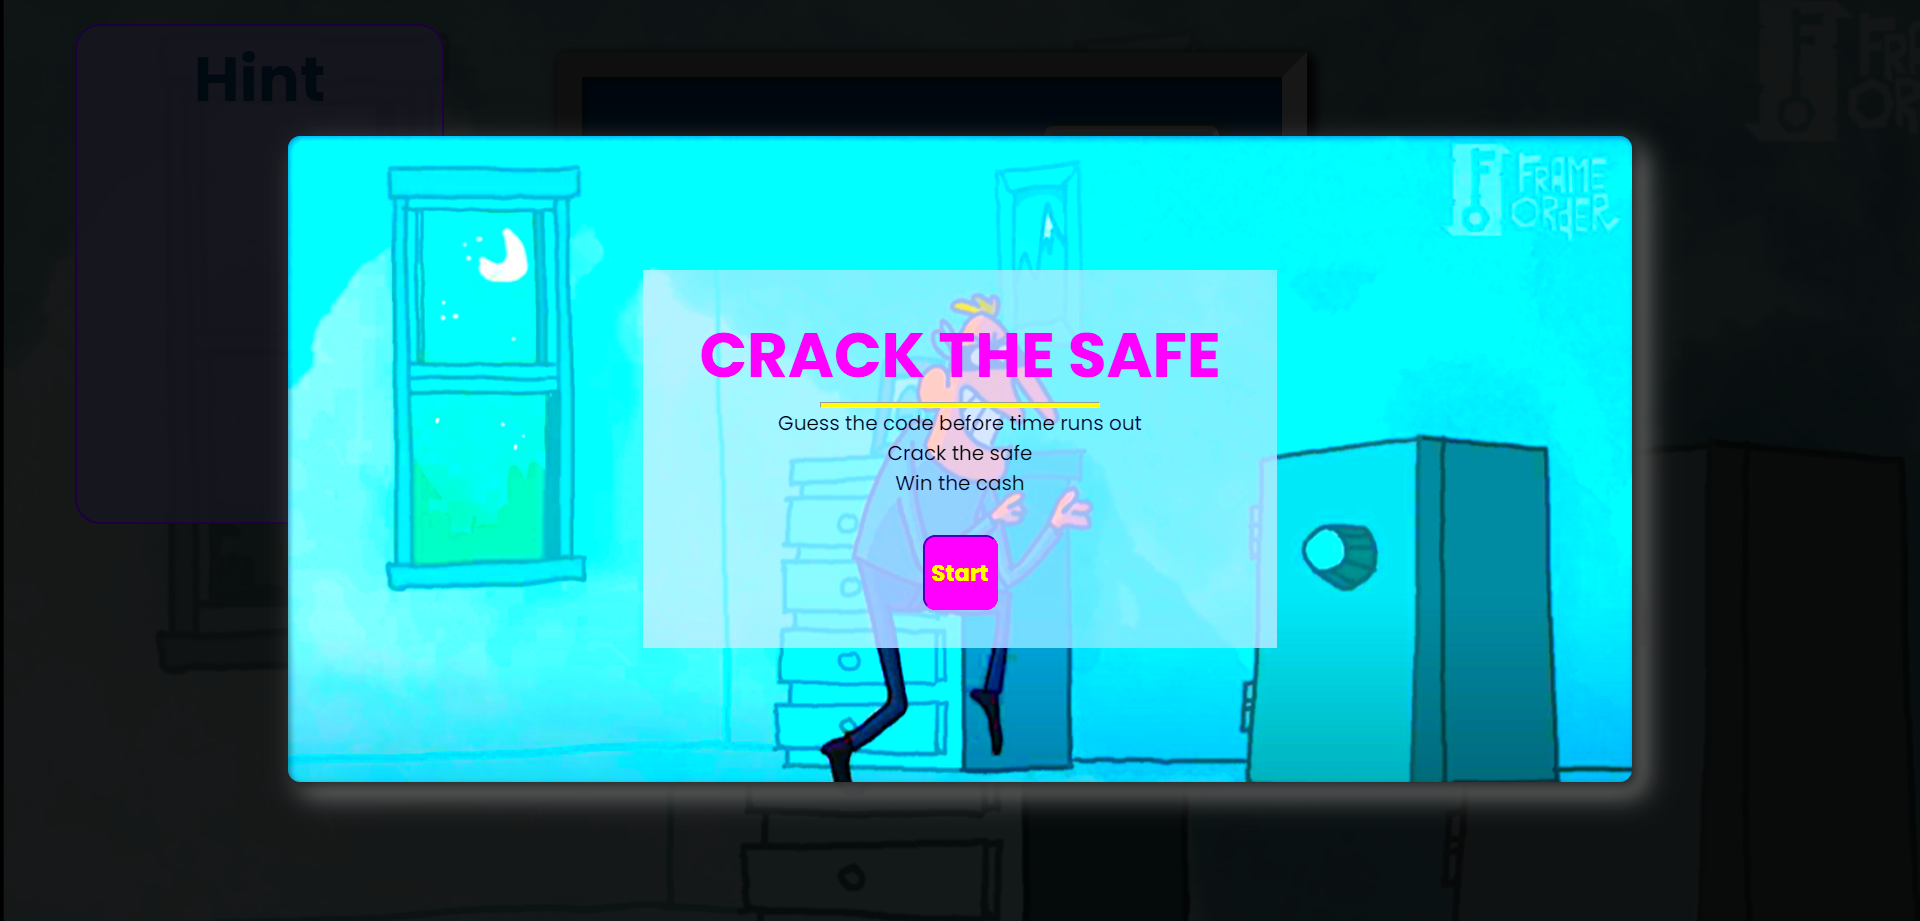 Hint
FRAME
ORdER
CRACK THE SAFE
Guess the code before time runs out
Crack the safe
Win the cash
Start